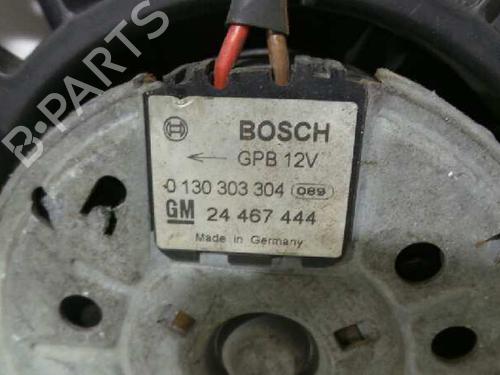 BOSCH
← GPB 12V
0 130 303 304 089
GM 24 467 444
Made in Germany
B-PARTS